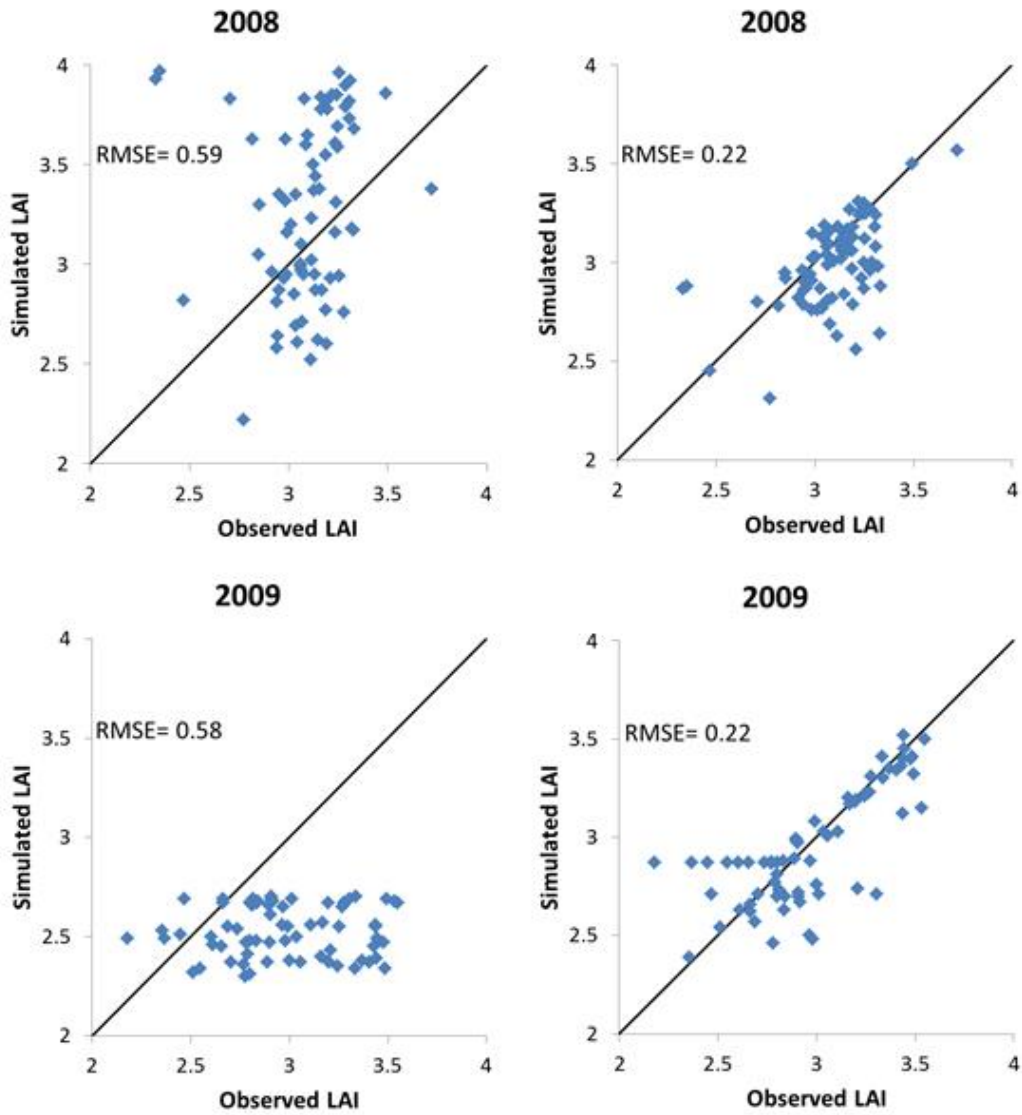 2008
4
3.5
3
2.5
2
RMSE= 0.59
Simulated LAI
2 2.5 3 3.5 4
Observed LAI
2008
4
3.5
3
2.5
2
RMSE= 0.22
Simulated LAI
2 2.5 3 3.5 4
Observed LAI
2009
4
3.5
3
2.5
2
RMSE= 0.58
Simulated LAI
2 2.5 3 3.5 4
Observed LAI
2009
4
3.5
3
2.5
2
RMSE= 0.22
Simulated LAI
2 2.5 3 3.5 4
Observed LAI